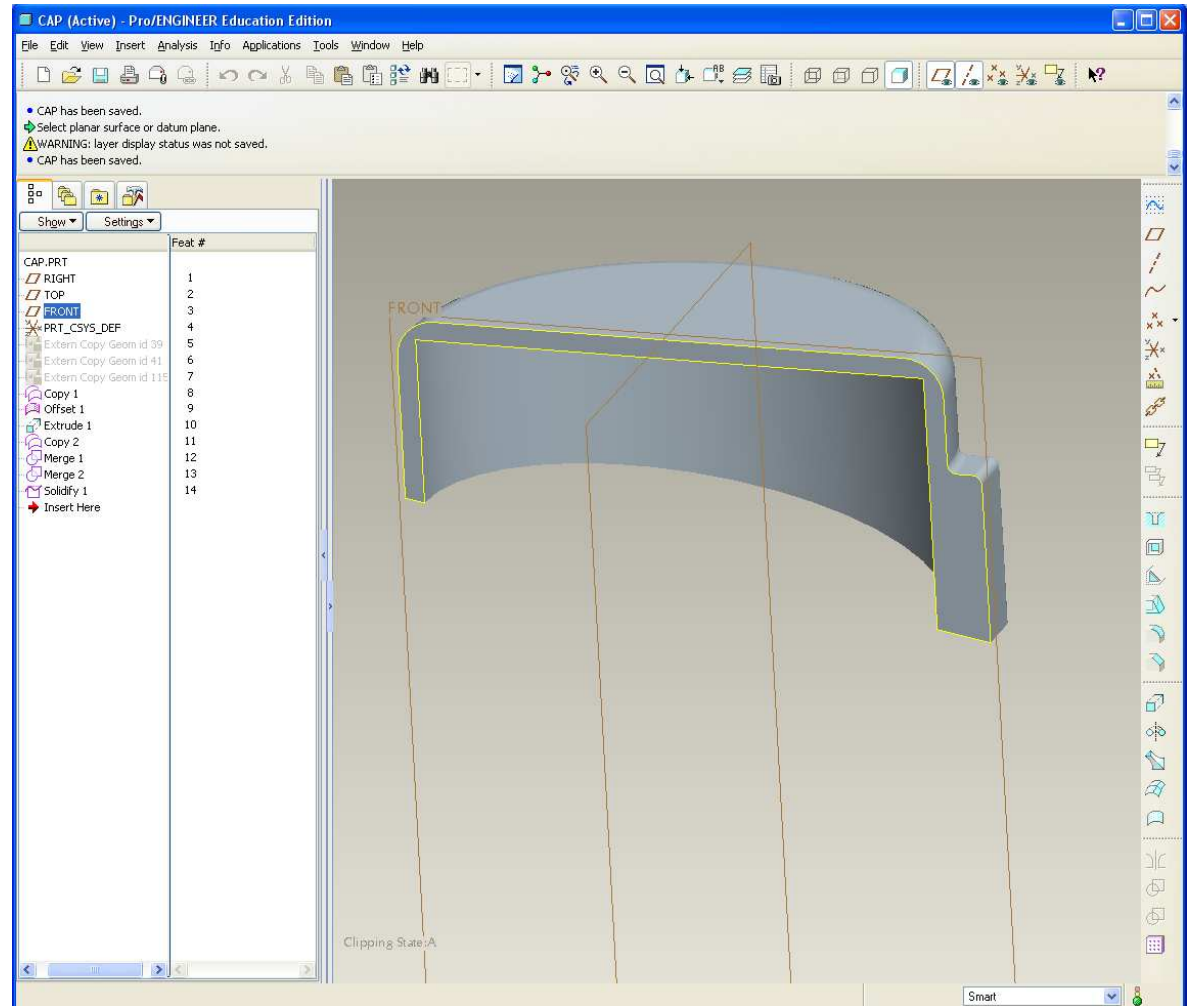 CAP (Active) - Pro/ENGINEER Education Edition
File Edit View Insert Analysis Info Applications Tools Window Help
• CAP has been saved.
Select planar surface or datum plane.
WARNING: layer display status was not saved.
• CAP has been saved.
Show Settings
Feat #
CAP.PRT
RIGHT 1
TOP 2
FRONT 3
PRT_CSYS_DEF 4
Extern Copy Geom id 39 5
Extern Copy Geom id 41 6
Extern Copy Geom id 115 7
Copy 1 8
Offset 1 9
Extrude 1 10
Copy 2 11
Merge 1 12
Merge 2 13
Solidify 1 14
Insert Here
FRONT
Clipping State:A
Smart